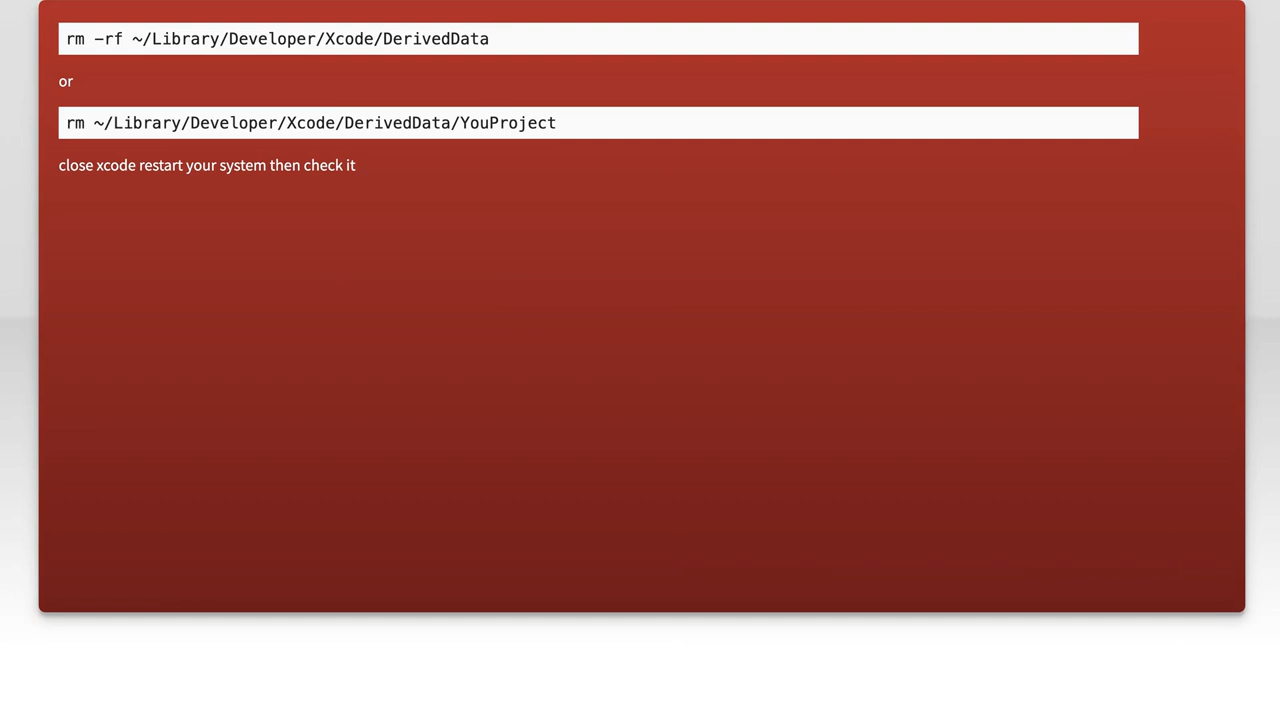 rm -rf ~/Library/Developer/Xcode/DerivedData
or
rm ~/Library/Developer/Xcode/DerivedData/YouProject
close xcode restart your system then check it